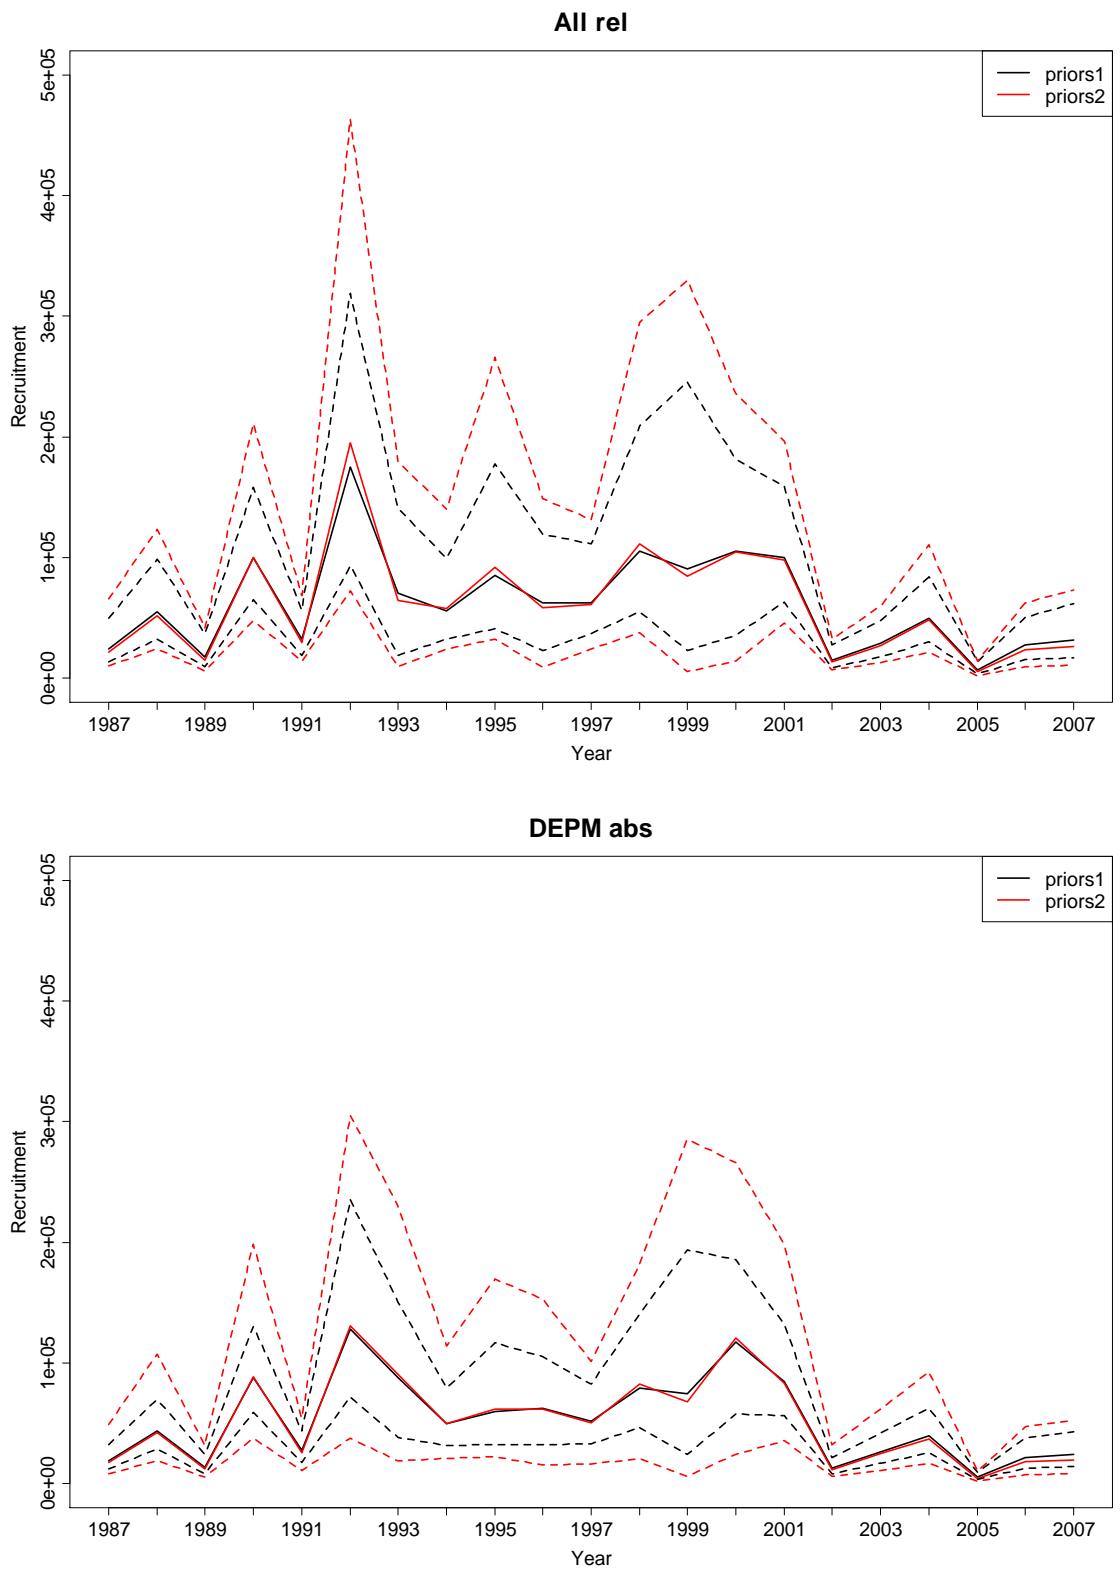 All rel
priors1
priors2
5e+05
4e+05
3e+05
2e+05
1e+05
0e+00
Recruitment
1987 1989 1991 1993 1995 1997 1999 2001 2003 2005 2007
Year
DEPM abs
priors1
priors2
5e+05
4e+05
3e+05
2e+05
1e+05
0e+00
Recruitment
1987 1989 1991 1993 1995 1997 1999 2001 2003 2005 2007
Year